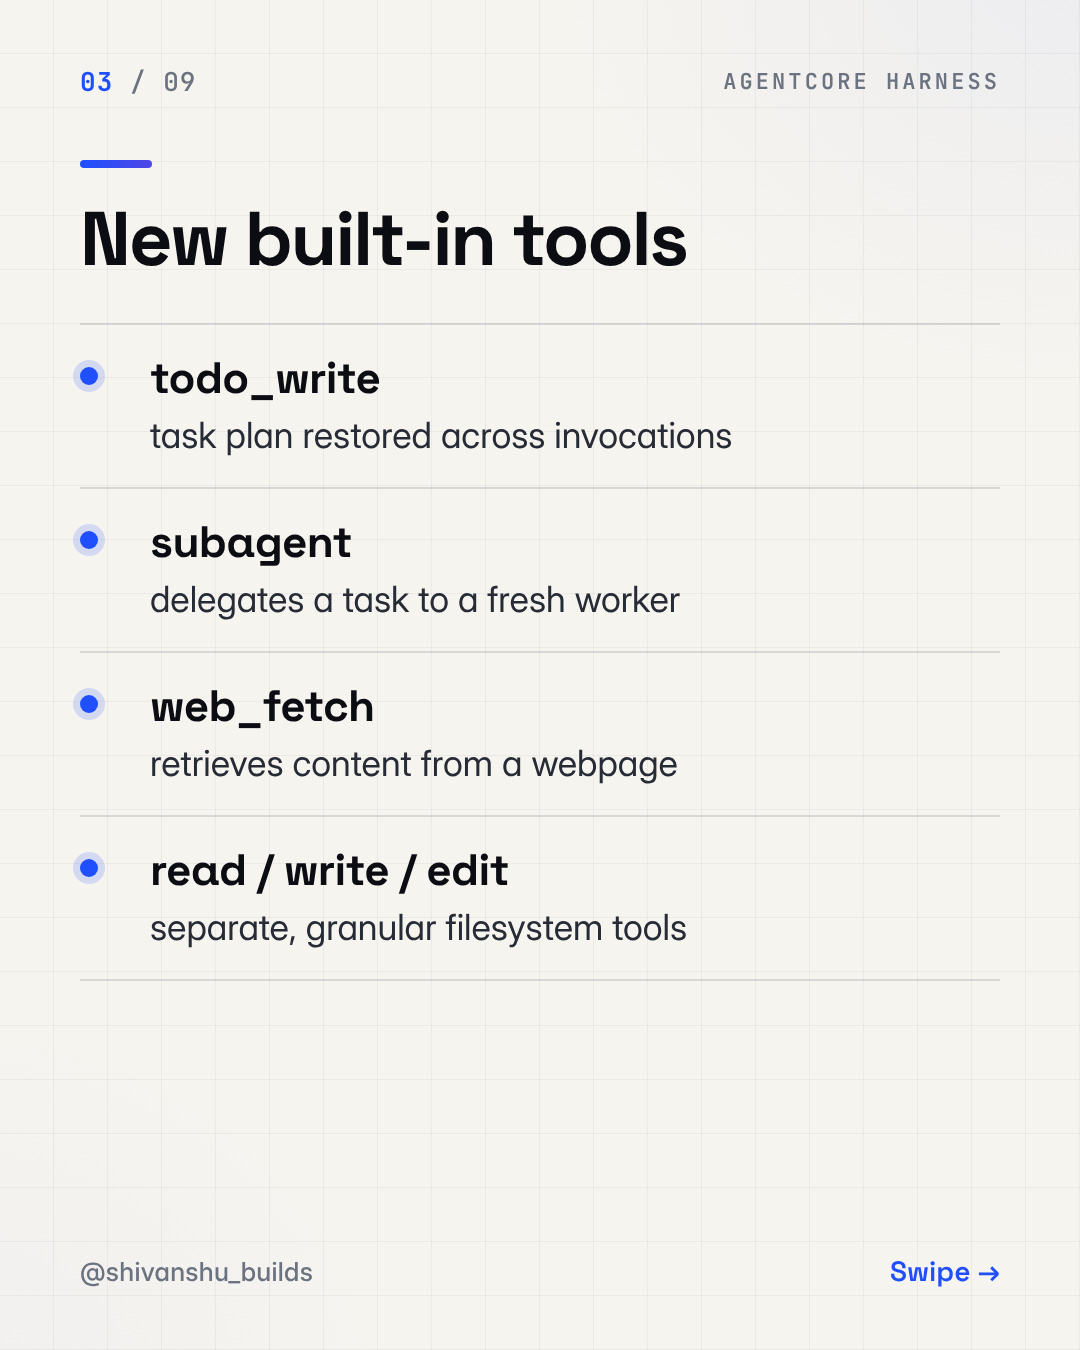 03 / 09
AGENTCORE HARNESS
New built-in tools
todo_write
task plan restored across invocations
subagent
delegates a task to a fresh worker
web_fetch
retrieves content from a webpage
read / write / edit
separate, granular filesystem tools
@shivanshu_builds
Swipe →